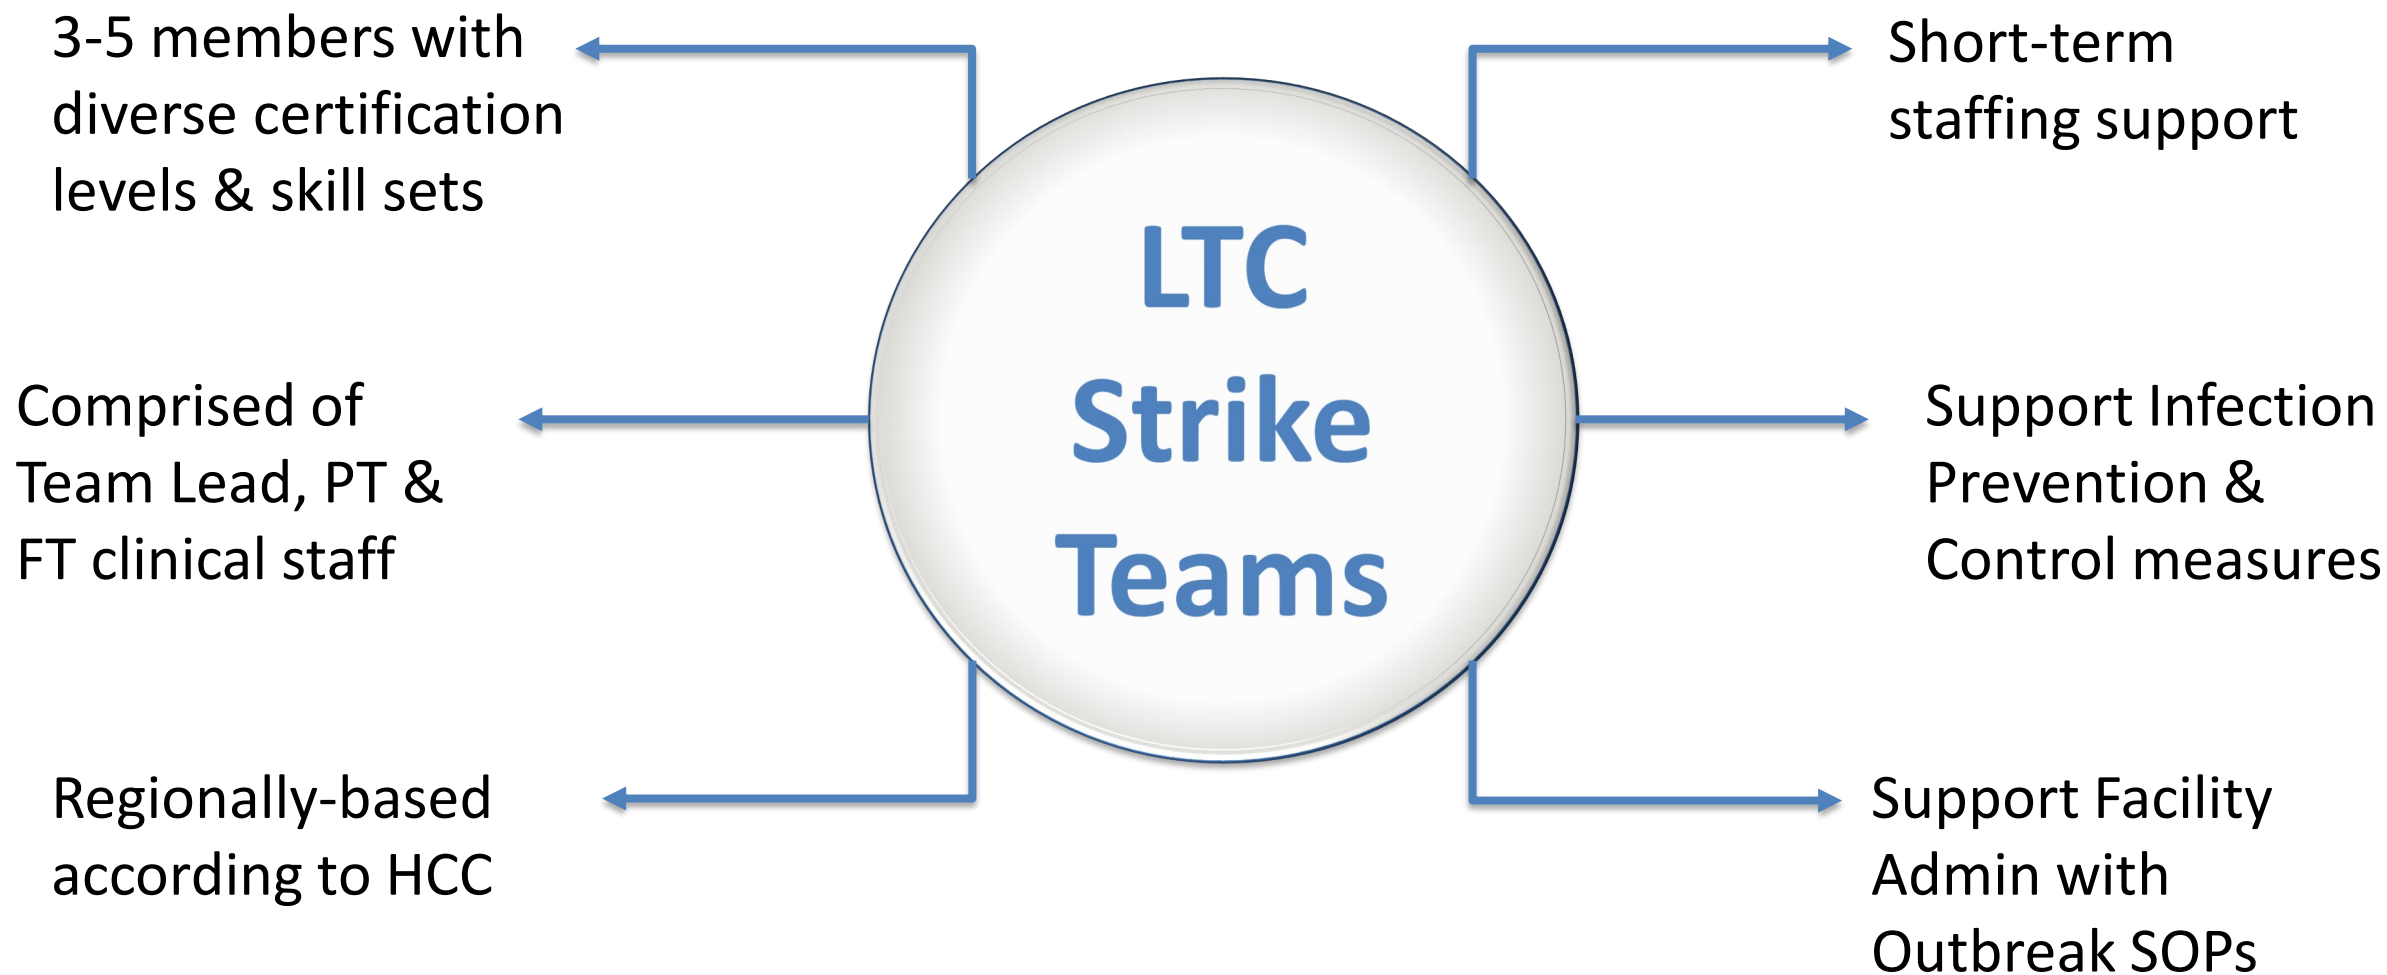 3-5 members with
diverse certification
levels & skill sets
Comprised of
Team Lead, PT &
FT clinical staff
Regionally-based
according to HCC
LTC
Strike
Teams
Short-term
staffing support
Support Infection
Prevention &
Control measures
Support Facility
Admin with
Outbreak SOPs